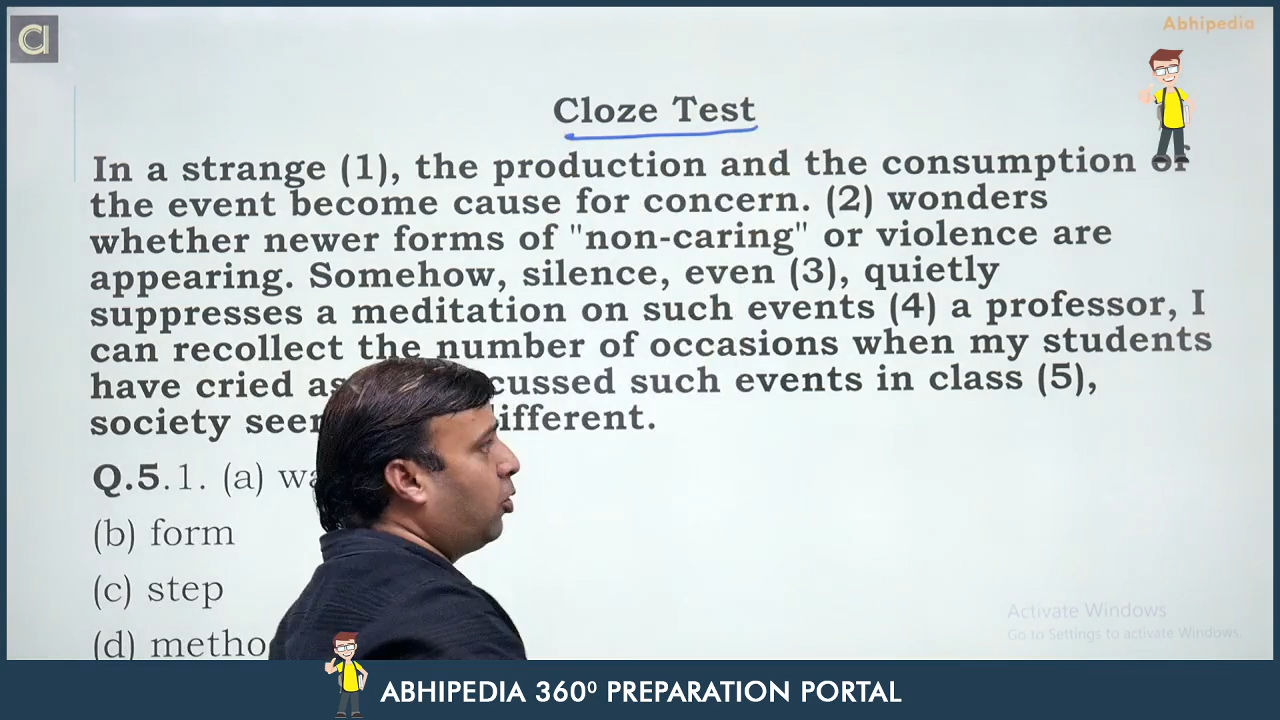 Abhipedia
Cloze Test
In a strange (1), the production and the consumption of
the event become cause for concern. (2) wonders
whether newer forms of "non-caring" or violence are
appearing. Somehow, silence, even (3), quietly
suppresses a meditation on such events (4) a professor, I
can recollect the number of occasions when my students
have cried as cussed such events in class (5),
society seem different.
Q.5.1. (a) wa
(b) form
(c) step
(d) metho
Activate Windows
Go to Settings to activate Windows.
ABHIPEDIA 360⁰ PREPARATION PORTAL